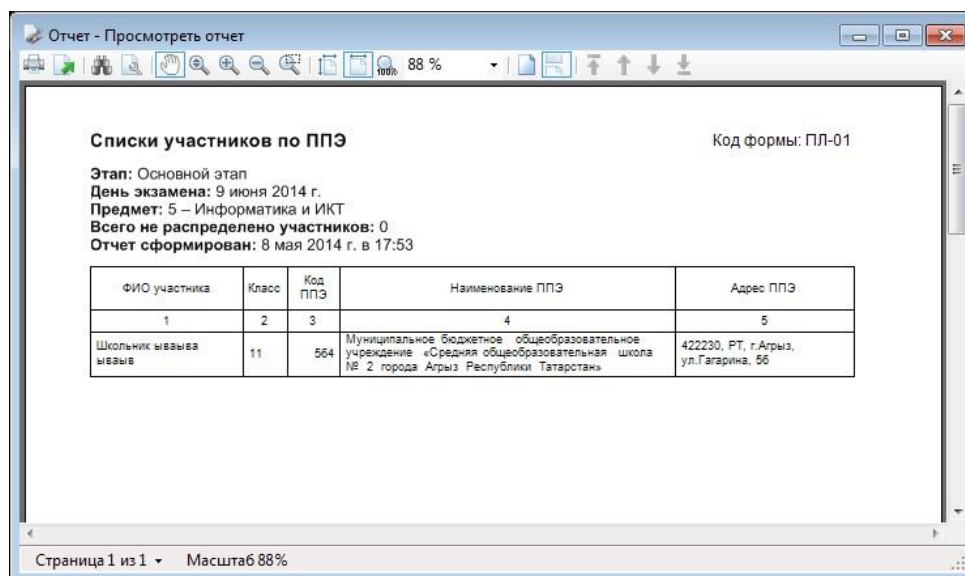 Отчет - Просмотреть отчет
100%
88 %
Списки участников по ППЭ
Код формы: ПЛ-01
Этап: Основной этап
День экзамена: 9 июня 2014 г.
Предмет: 5 – Информатика и ИКТ
Всего не распределено участников: 0
Отчет сформирован: 8 мая 2014 г. в 17:53
ФИО участника
Класс
Код
ППЭ
Наименование ППЭ
Адрес ППЭ
1
2
3
4
5
Школьник ываыва
ываыв
11
564
Муниципальное бюджетное общеобразовательное
учреждение «Средняя общеобразовательная школа
№ 2 города Агрыз Республики Татарстан»
422230, РТ, г.Агрыз,
ул.Гагарина, 56
Страница 1 из 1
Масштаб 88%